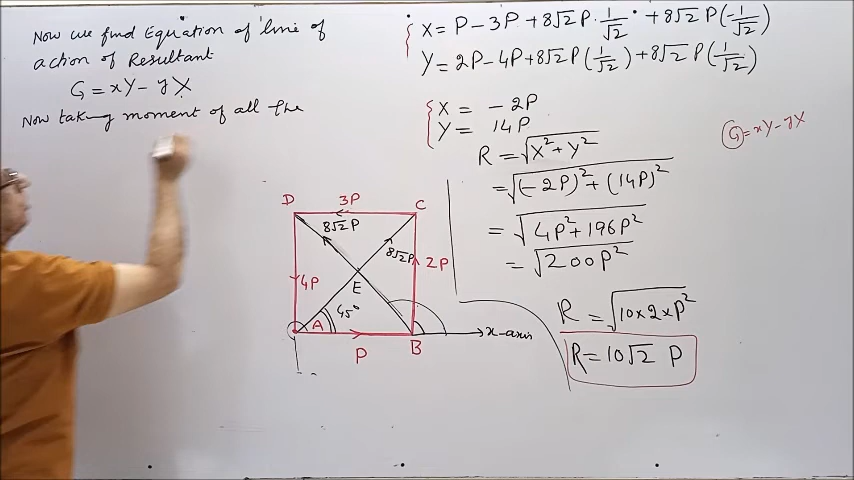 Now we find Equation of line of
action of Resultant
G = xY - yX
Now taking moment of all the
X = P - 3P + 8√2 P · 1/√2 + 8√2 P (-1/√2)
Y = 2P - 4P + 8√2 P (1/√2) + 8√2 P (1/√2)
X = - 2P
Y = 14P
G = xY - yX
R = √X² + Y²
= √(-2P)² + (14P)²
= √4P² + 196P²
= √200P²
R = √10×2×P²
R = 10√2 P
D
3P
C
8√2 P
8√2 P
4P
E
2P
45°
A
P
B
x-axis